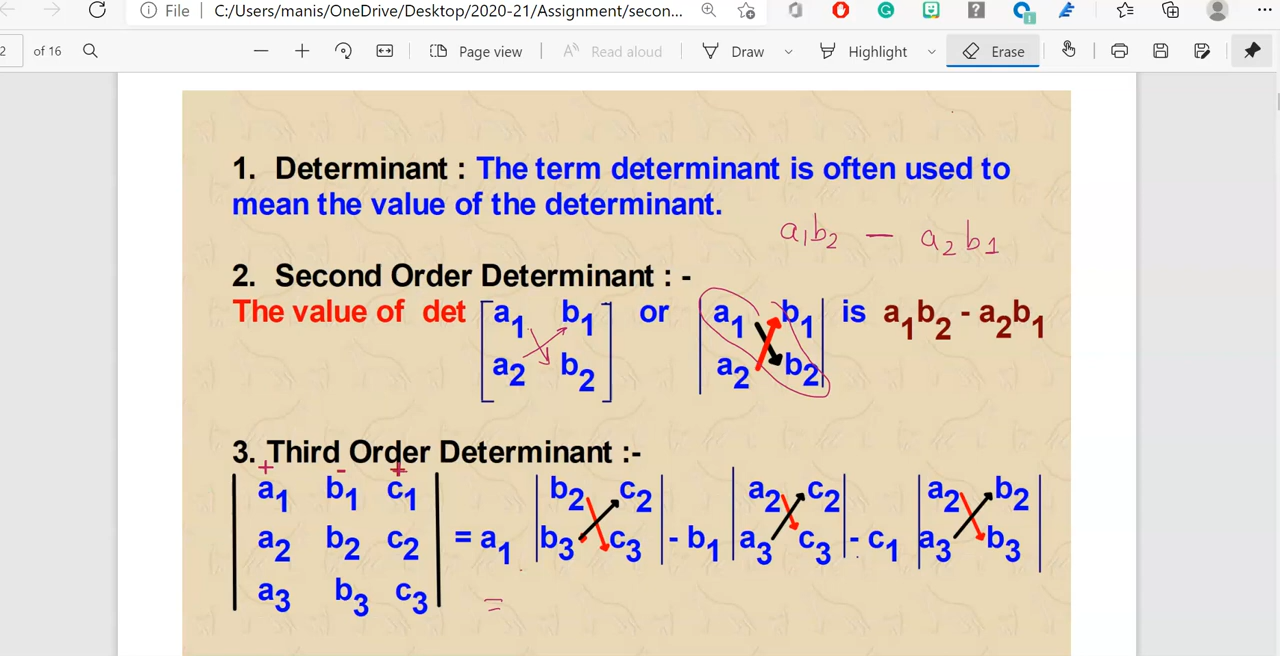 File | C:/Users/manis/OneDrive/Desktop/2020-21/Assignment/secon...
2 of 16 Page view Read aloud Draw Highlight Erase
1. Determinant : The term determinant is often used to
mean the value of the determinant.
a₁b₂ — a₂b₁
2. Second Order Determinant : -
The value of det [a₁ b₁ or |a₁ b₁| is a₁b₂ - a₂b₁
a₂ b₂] |a₂ b₂|
3. Third Order Determinant :-
+ - +
|a₁ b₁ c₁| |b₂ c₂| |a₂ c₂| |a₂ b₂|
|a₂ b₂ c₂| = a₁ |b₃ c₃| - b₁ |a₃ c₃| - c₁ |a₃ b₃|
|a₃ b₃ c₃| =